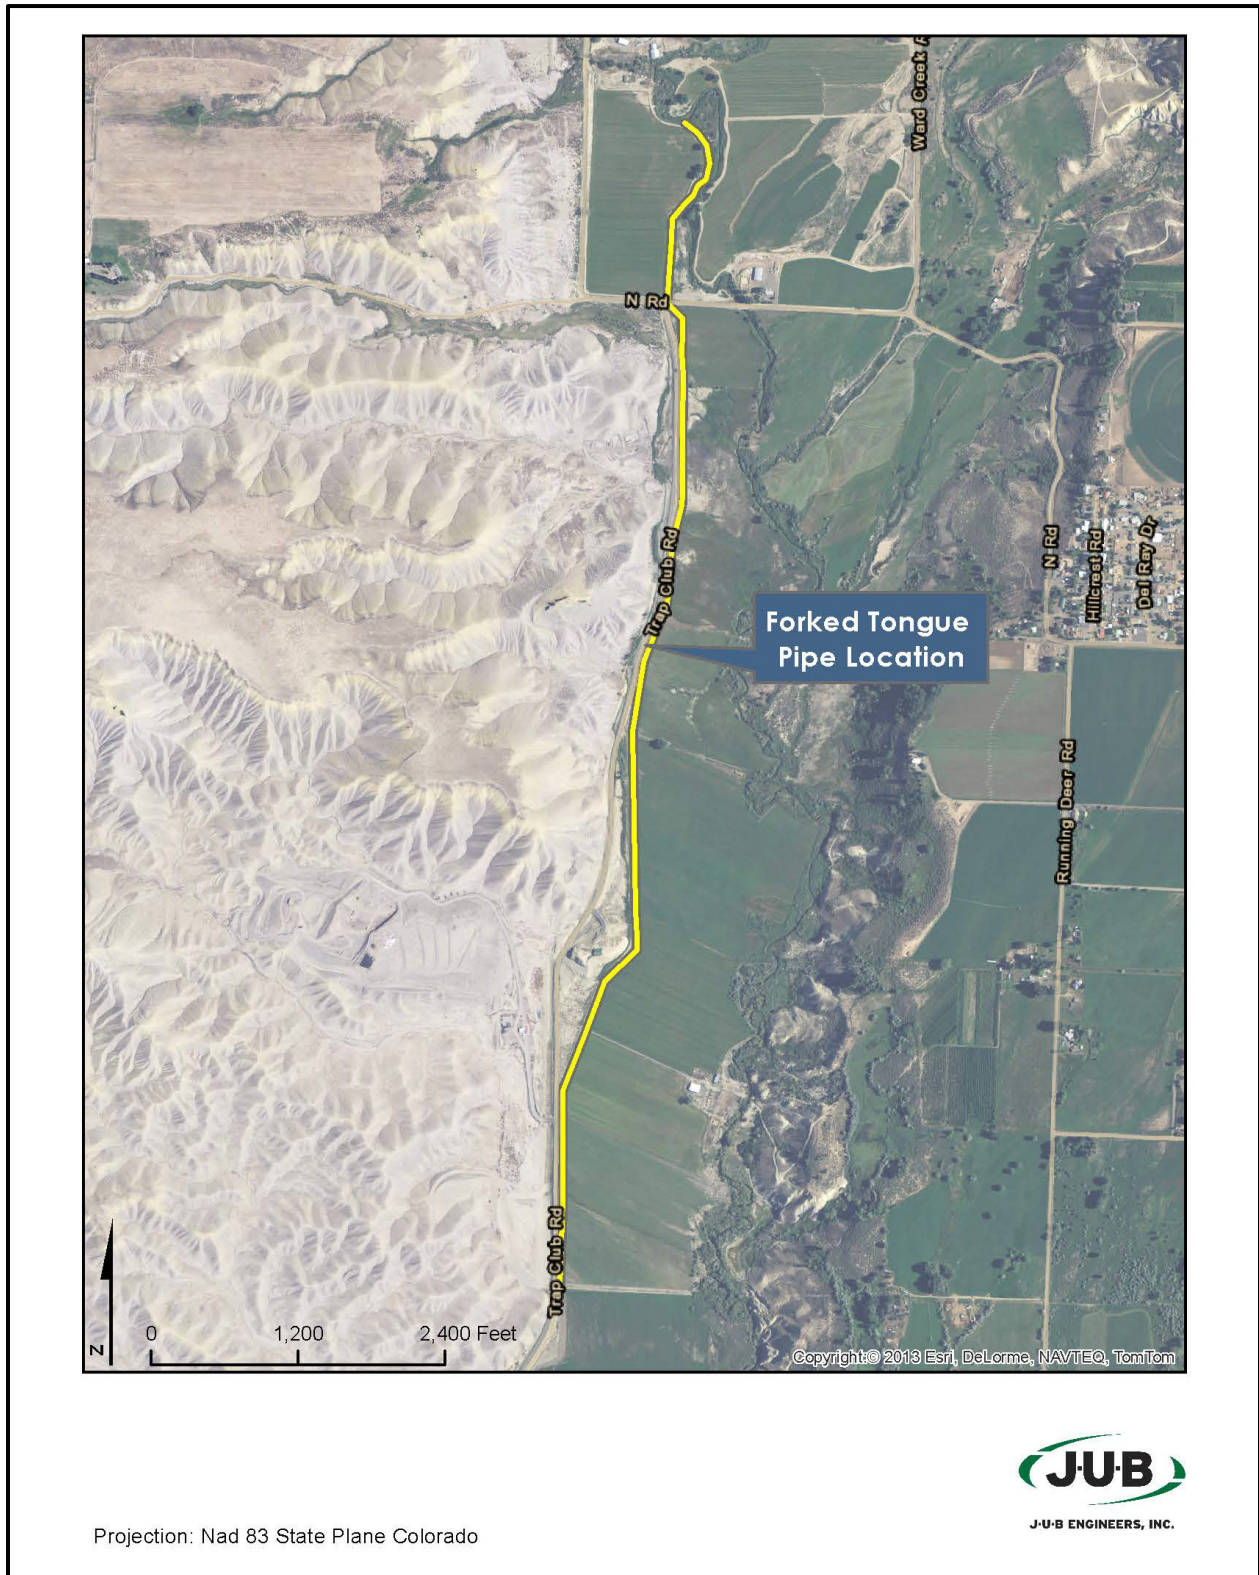 Ward Creek R
N Rd
Trap Club Rd
Forked Tongue
Pipe Location
N Rd
Hillcrest Rd
Dal Ray Dr
Running Deer Rd
Trap Club Rd
N
0 1,200 2,400 Feet
Copyright:© 2013 Esri, DeLorme, NAVTEQ, TomTom
J·U·B
J·U·B ENGINEERS, INC.
Projection: Nad 83 State Plane Colorado